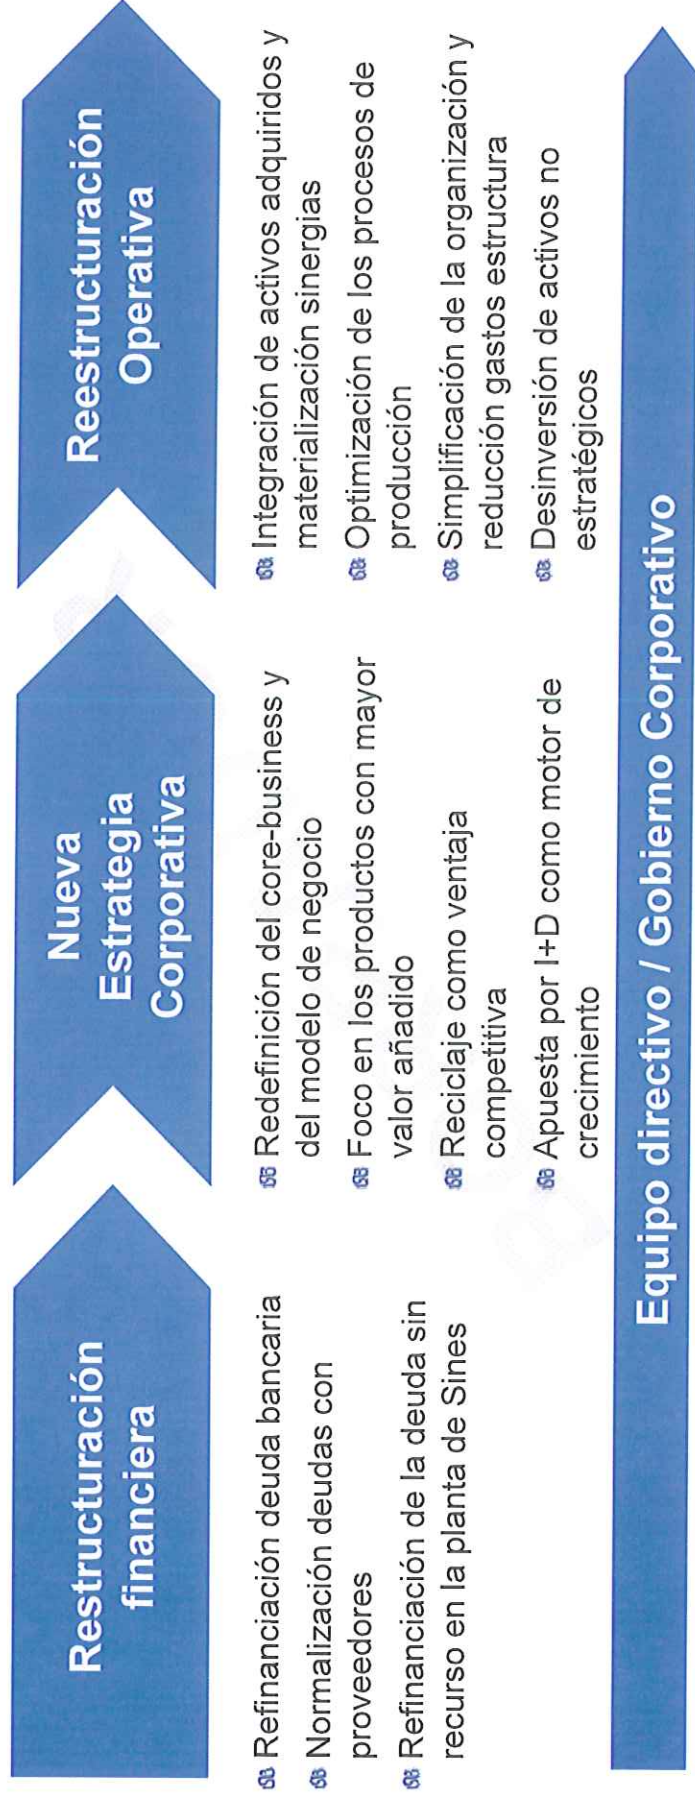 Restructuración
financiera
Refinanciación deuda bancaria
Normalización deudas con
proveedores
Refinanciación de la deuda sin
recurso en la planta de Sines
Nueva
Estrategia
Corporativa
Redefinición del core-business y
del modelo de negocio
Foco en los productos con mayor
valor añadido
Reciclaje como ventaja
competitiva
Apuesta por I+D como motor de
crecimiento
Reestructuración
Operativa
Integración de activos adquiridos y
materialización sinergias
Optimización de los procesos de
producción
Simplificación de la organización y
reducción gastos estructura
Desinversión de activos no
estratégicos
Equipo directivo / Gobierno Corporativo